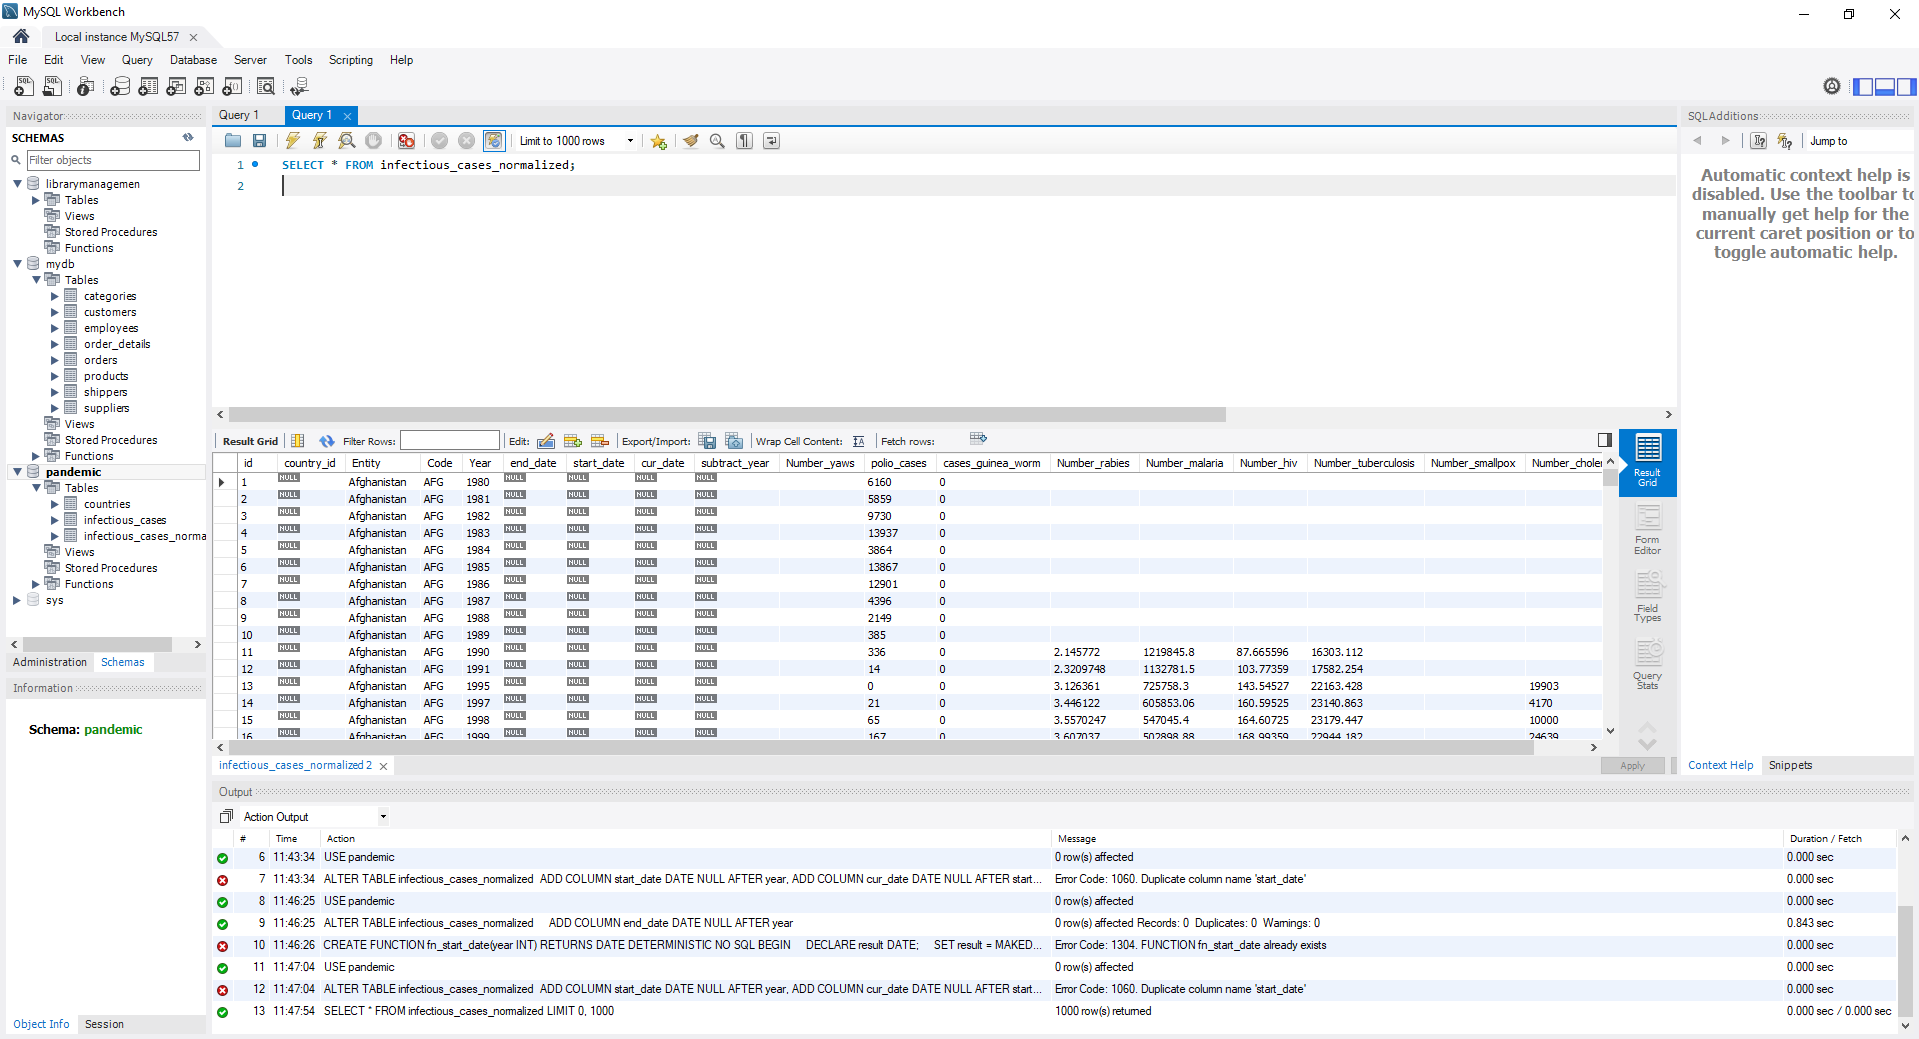 MySQL Workbench
Local instance MySQL57
File Edit View Query Database Server Tools Scripting Help
Navigator
SCHEMAS
Filter objects
librarymanagemen
Tables
Views
Stored Procedures
Functions
mydb
Tables
categories
customers
employees
order_details
orders
products
shippers
suppliers
Views
Stored Procedures
Functions
pandemic
Tables
countries
infectious_cases
infectious_cases_norma
Views
Stored Procedures
Functions
sys
Administration Schemas
Information
Schema: pandemic
Object Info Session
Query 1 Query 1
Limit to 1000 rows
1 SELECT * FROM infectious_cases_normalized;
2
Result Grid Filter Rows: Edit: Export/Import: Wrap Cell Content: Fetch rows:
id country_id Entity Code Year end_date start_date cur_date subtract_year Number_yaws polio_cases cases_guinea_worm Number_rabies Number_malaria Number_hiv Number_tuberculosis Number_smallpox Number_choler
1 NULL Afghanistan AFG 1980 NULL NULL NULL NULL 6160 0
2 NULL Afghanistan AFG 1981 NULL NULL NULL NULL 5859 0
3 NULL Afghanistan AFG 1982 NULL NULL NULL NULL 9730 0
4 NULL Afghanistan AFG 1983 NULL NULL NULL NULL 13937 0
5 NULL Afghanistan AFG 1984 NULL NULL NULL NULL 3864 0
6 NULL Afghanistan AFG 1985 NULL NULL NULL NULL 13867 0
7 NULL Afghanistan AFG 1986 NULL NULL NULL NULL 12901 0
8 NULL Afghanistan AFG 1987 NULL NULL NULL NULL 4396 0
9 NULL Afghanistan AFG 1988 NULL NULL NULL NULL 2149 0
10 NULL Afghanistan AFG 1989 NULL NULL NULL NULL 385 0
11 NULL Afghanistan AFG 1990 NULL NULL NULL NULL 336 0 2.145772 1219845.8 87.665596 16303.112
12 NULL Afghanistan AFG 1991 NULL NULL NULL NULL 14 0 2.3209748 1132781.5 103.77359 17582.254
13 NULL Afghanistan AFG 1995 NULL NULL NULL NULL 0 0 3.126361 725758.3 143.54527 22163.428 19903
14 NULL Afghanistan AFG 1997 NULL NULL NULL NULL 21 0 3.446122 605853.06 160.59525 23140.863 4170
15 NULL Afghanistan AFG 1998 NULL NULL NULL NULL 65 0 3.5570247 547045.4 164.60725 23179.447 10000
16 NULL Afghanistan AFG 1999 NULL NULL NULL NULL 167 0 3.607037 502898.88 168.99359 22944.182 24639
Result Grid
Form Editor
Field Types
Query Stats
infectious_cases_normalized 2
Apply
SQL Additions
Jump to
Automatic context help is
disabled. Use the toolbar to
manually get help for the
current caret position or to
toggle automatic help.
Context Help Snippets
Output
Action Output
# Time Action Message Duration / Fetch
6 11:43:34 USE pandemic 0 row(s) affected 0.000 sec
7 11:43:34 ALTER TABLE infectious_cases_normalized ADD COLUMN start_date DATE NULL AFTER year, ADD COLUMN cur_date DATE NULL AFTER start... Error Code: 1060. Duplicate column name 'start_date' 0.000 sec
8 11:46:25 USE pandemic 0 row(s) affected 0.000 sec
9 11:46:25 ALTER TABLE infectious_cases_normalized ADD COLUMN end_date DATE NULL AFTER year 0 row(s) affected Records: 0 Duplicates: 0 Warnings: 0 0.843 sec
10 11:46:26 CREATE FUNCTION fn_start_date(year INT) RETURNS DATE DETERMINISTIC NO SQL BEGIN DECLARE result DATE; SET result = MAKED... Error Code: 1304. FUNCTION fn_start_date already exists 0.000 sec
11 11:47:04 USE pandemic 0 row(s) affected 0.000 sec
12 11:47:04 ALTER TABLE infectious_cases_normalized ADD COLUMN start_date DATE NULL AFTER year, ADD COLUMN cur_date DATE NULL AFTER start... Error Code: 1060. Duplicate column name 'start_date' 0.000 sec
13 11:47:54 SELECT * FROM infectious_cases_normalized LIMIT 0, 1000 1000 row(s) returned 0.000 sec / 0.000 sec